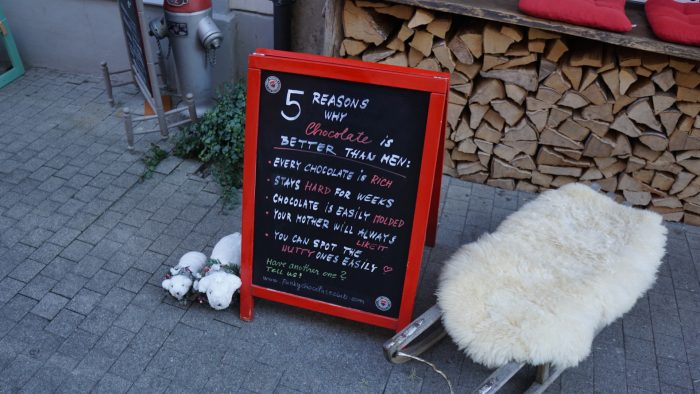 5 REASONS
WHY
Chocolate is
BETTER THAN MEN:
• EVERY CHOCOLATE IS RICH
• STAYS HARD FOR WEEKS
• CHOCOLATE IS EASILY MOLDED
• YOUR MOTHER WILL ALWAYS
LIKE IT
• YOU CAN SPOT THE
NUTTY ONES EASILY ♡
Have another one?
TELL US!
www.funkychocolateclub.com